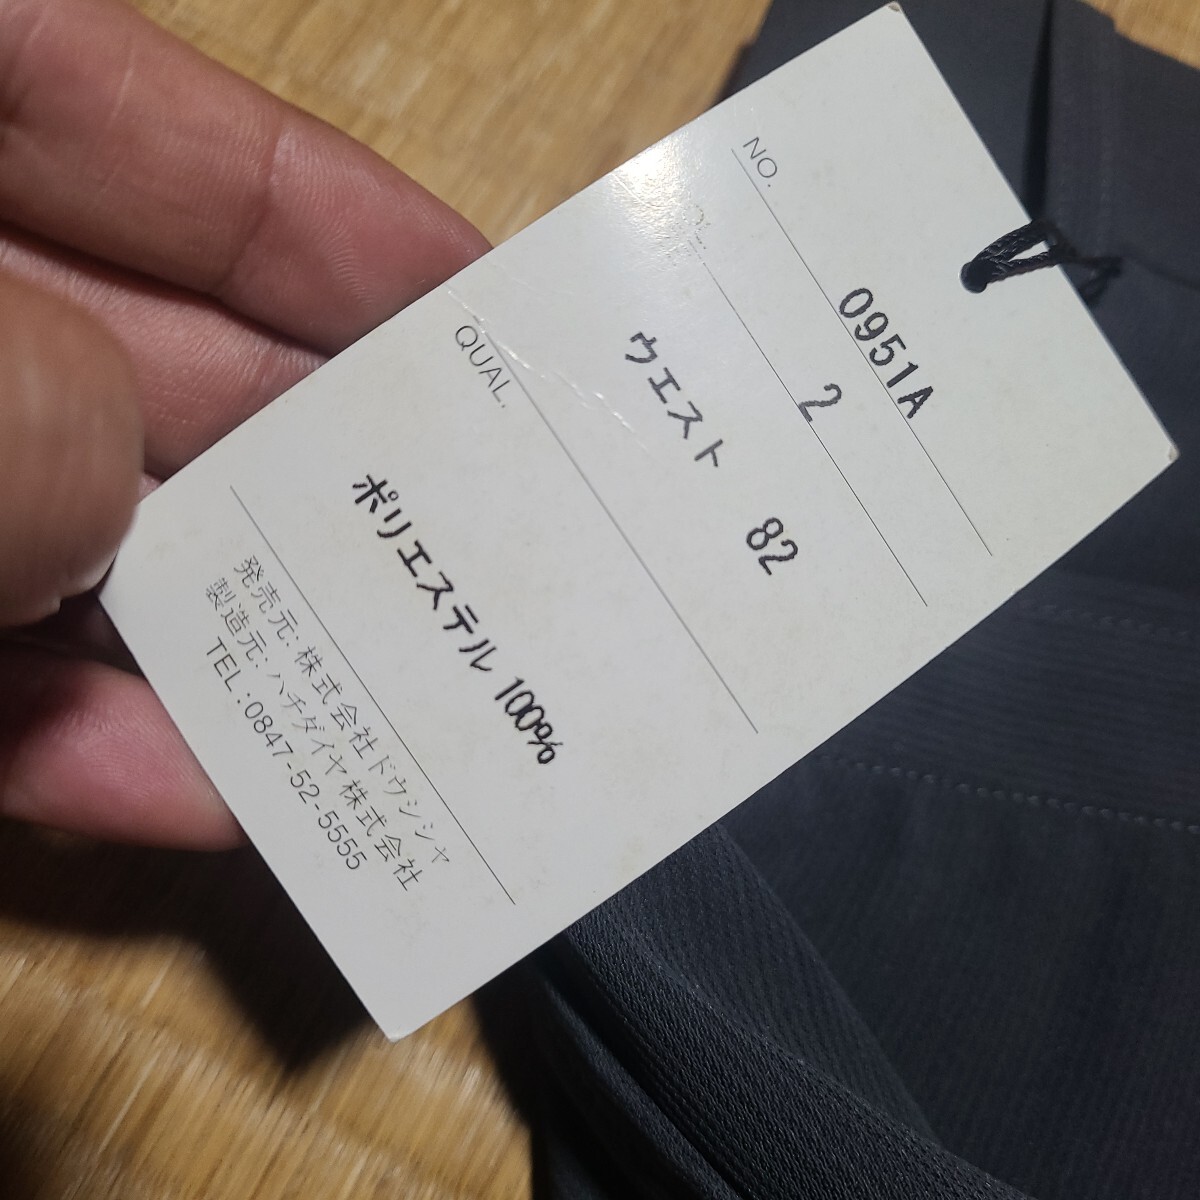 NO. 0951A
2
ウエスト 82
QUAL.
ポリエステル 100%
発売元:株式会社ドウシシャ
製造元:ハチダイヤ株式会社
TEL:0847-52-5555